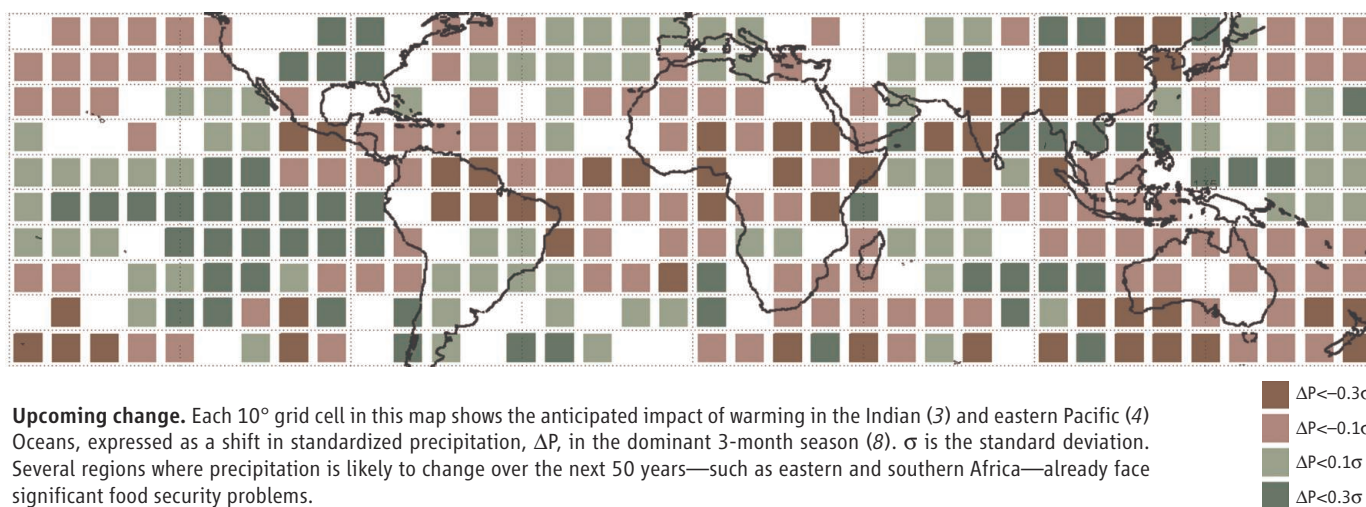 Upcoming change. Each 10° grid cell in this map shows the anticipated impact of warming in the Indian (3) and eastern Pacific (4)
Oceans, expressed as a shift in standardized precipitation, ΔP, in the dominant 3-month season (8). σ is the standard deviation.
Several regions where precipitation is likely to change over the next 50 years—such as eastern and southern Africa—already face
significant food security problems.
ΔP<–0.3σ
ΔP<–0.1σ
ΔP<0.1σ
ΔP<0.3σ